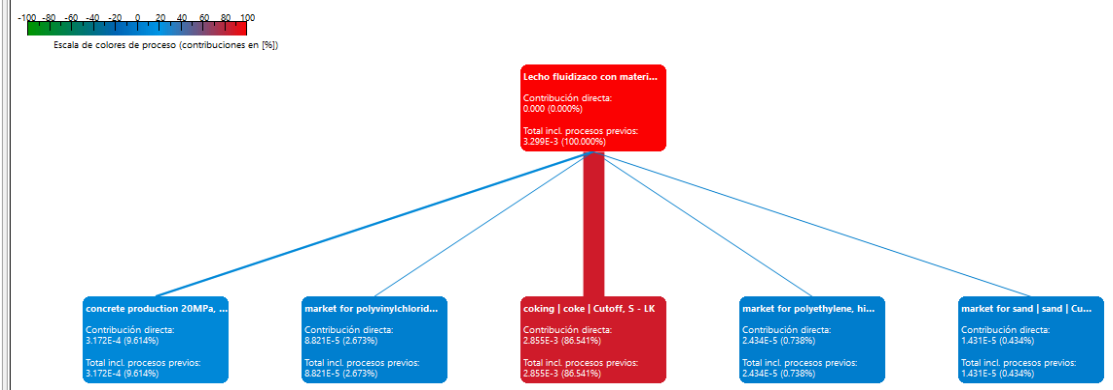 -100 -80 -60 -40 -20 0 20 40 60 80 100
Escala de colores de proceso (contribuciones en [%])
Lecho fluidizaco con materi...
Contribución directa:
0.000 (0.000%)
Total incl. procesos previos:
3.299E-3 (100.000%)
concrete production 20MPa, ...
Contribución directa:
3.172E-4 (9.614%)
Total incl. procesos previos:
3.172E-4 (9.614%)
market for polyvinylchlorid...
Contribución directa:
8.821E-5 (2.673%)
Total incl. procesos previos:
8.821E-5 (2.673%)
coking | coke | Cutoff, S - LK
Contribución directa:
2.855E-3 (86.541%)
Total incl. procesos previos:
2.855E-3 (86.541%)
market for polyethylene, hi...
Contribución directa:
2.434E-5 (0.738%)
Total incl. procesos previos:
2.434E-5 (0.738%)
market for sand | sand | Cu...
Contribución directa:
1.431E-5 (0.434%)
Total incl. procesos previos:
1.431E-5 (0.434%)